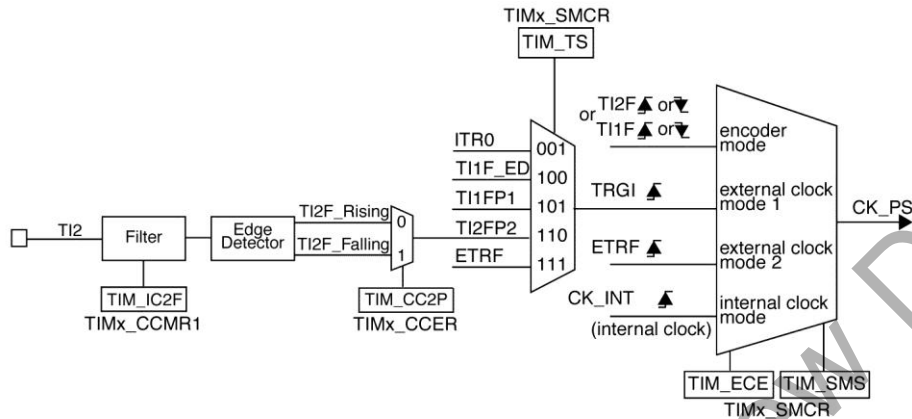 TIMx_SMCR
TIM_TS
or TI2F or
TI1F or
encoder
mode
ITR0
001
TI1F_ED
100
TI1FP1
101
TI2FP2
110
ETRF
111
TRGI
external clock
mode 1
CK_PS
TI2
Filter
Edge
Detector
TI2F_Rising
0
TI2F_Falling
1
ETRF
external clock
mode 2
CK_INT
(internal clock)
internal clock
mode
TIM_IC2F
TIMx_CCMR1
TIM_CC2P
TIMx_CCER
TIM_ECE
TIM_SMS
TIMx_SMCR